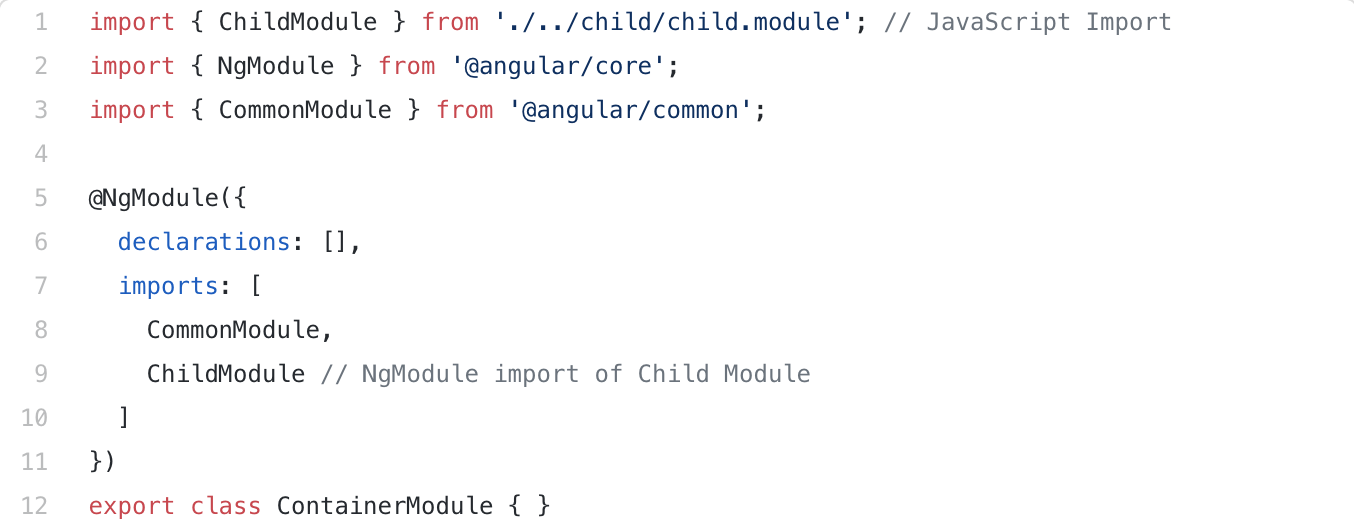 1 import { ChildModule } from './../child/child.module'; // JavaScript Import
2 import { NgModule } from '@angular/core';
3 import { CommonModule } from '@angular/common';
4
5 @NgModule({
6   declarations: [],
7   imports: [
8     CommonModule,
9     ChildModule // NgModule import of Child Module
10   ]
11 })
12 export class ContainerModule { }